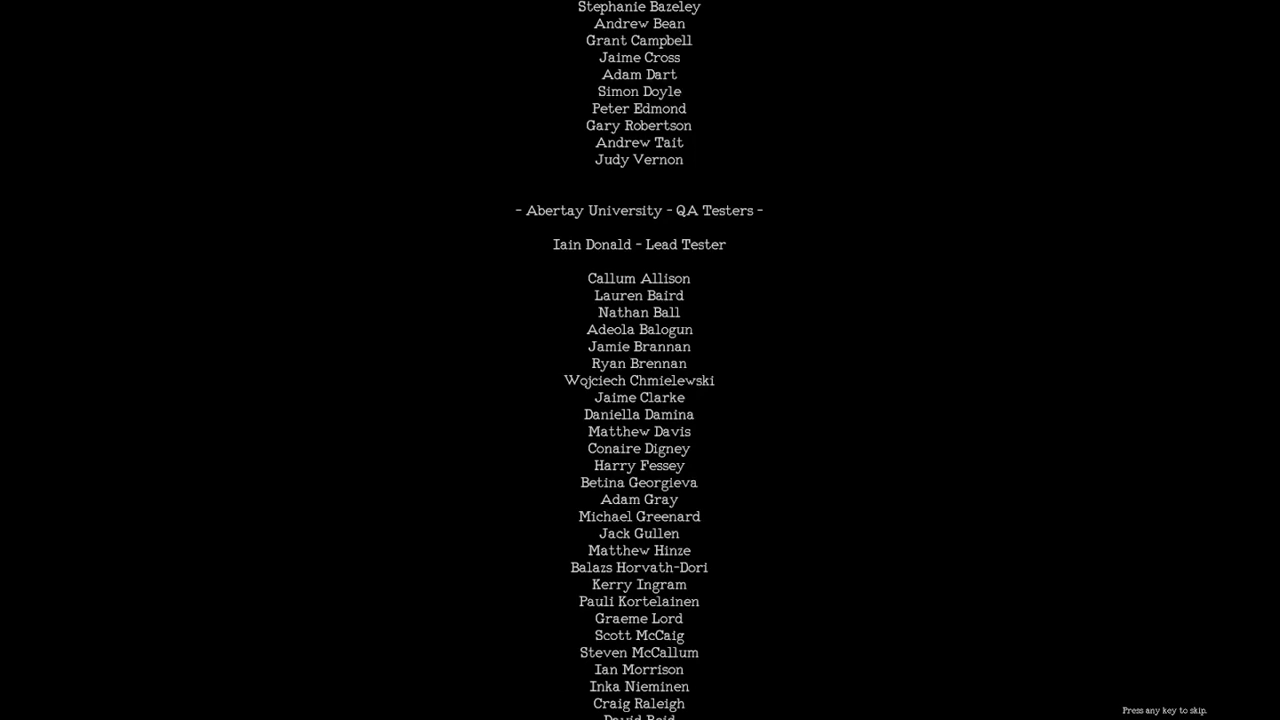 Stephanie Bazeley
Andrew Bean
Grant Campbell
Jaime Cross
Adam Dart
Simon Doyle
Peter Edmond
Gary Robertson
Andrew Tait
Judy Vernon
- Abertay University - QA Testers -
Iain Donald - Lead Tester
Callum Allison
Lauren Baird
Nathan Ball
Adeola Balogun
Jamie Brannan
Ryan Brennan
Wojciech Chmielewski
Jaime Clarke
Daniella Damina
Matthew Davis
Conaire Digney
Harry Fessey
Betina Georgieva
Adam Gray
Michael Greenard
Jack Gullen
Matthew Hinze
Balazs Horvath-Dori
Kerry Ingram
Pauli Kortelainen
Graeme Lord
Scott McCaig
Steven McCallum
Ian Morrison
Inka Nieminen
Craig Raleigh
David Reid
Press any key to skip.